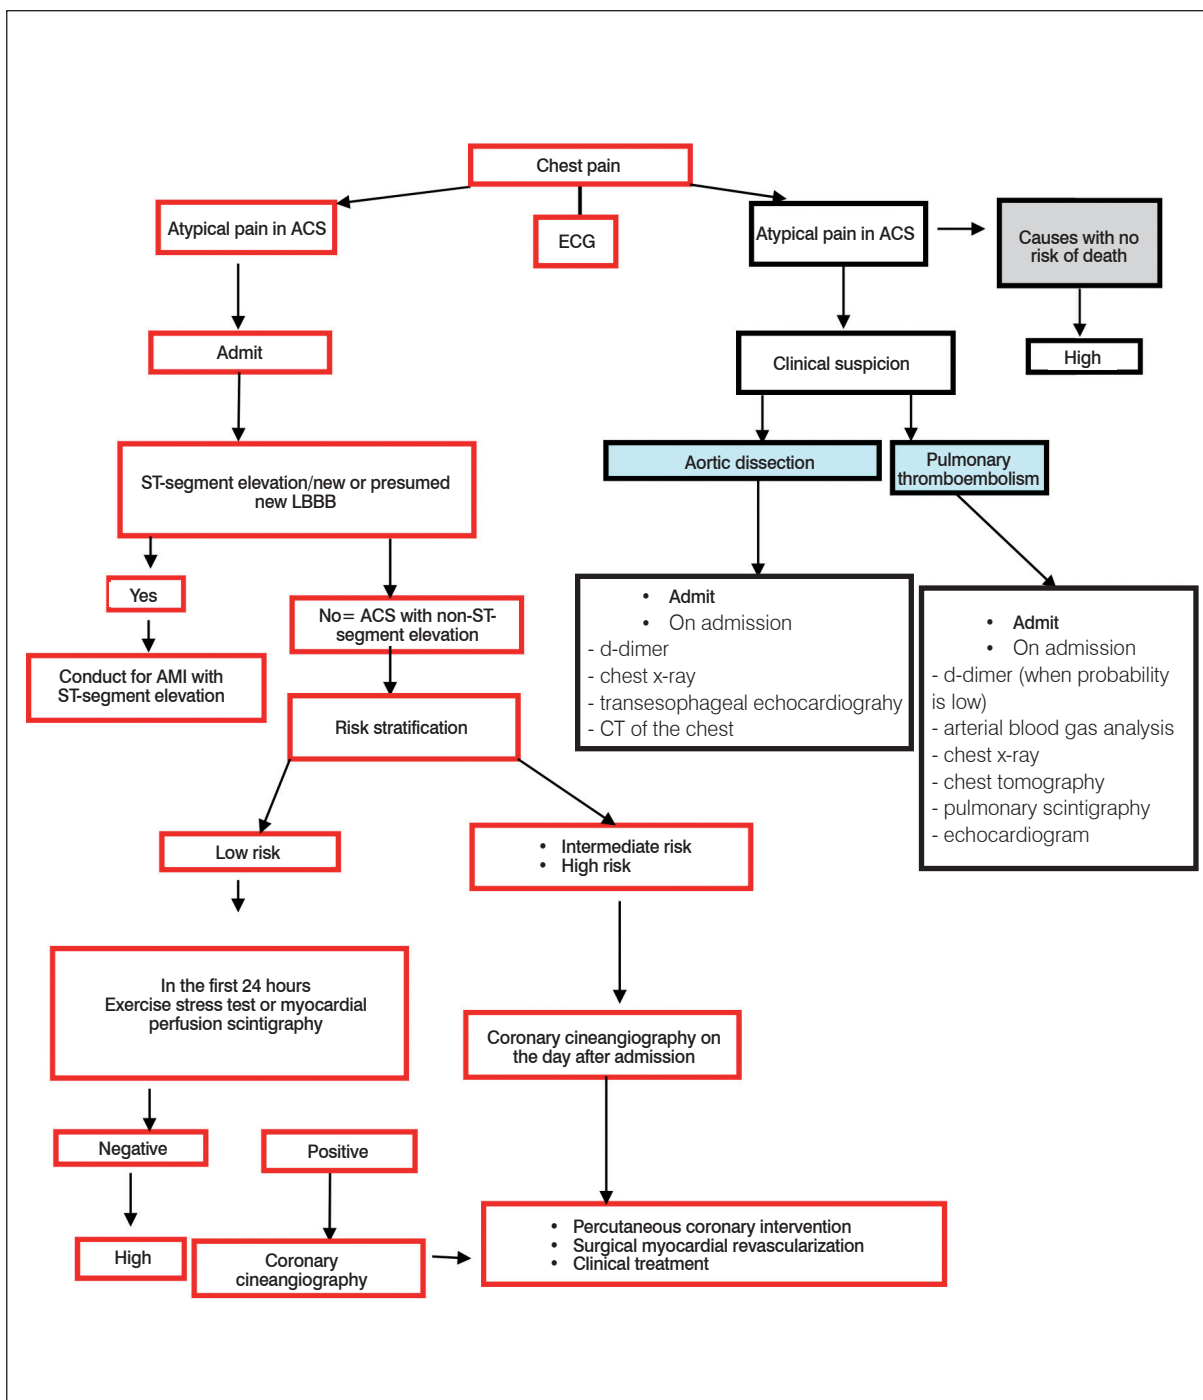 Chest pain
Atypical pain in ACS
ECG
Atypical pain in ACS
Causes with no
risk of death
Admit
Clinical suspicion
High
ST-segment elevation/new or presumed
new LBBB
Aortic dissection
Pulmonary
thromboembolism
Yes
No= ACS with non-ST-
segment elevation
• Admit
• On admission
- d-dimer
- chest x-ray
- transesophageal echocardiograhy
- CT of the chest
• Admit
• On admission
- d-dimer (when probability
is low)
- arterial blood gas analysis
- chest x-ray
- chest tomography
- pulmonary scintigraphy
- echocardiogram
Conduct for AMI with
ST-segment elevation
Risk stratification
Low risk
• Intermediate risk
• High risk
In the first 24 hours
Exercise stress test or myocardial
perfusion scintigraphy
Coronary cineangiography on
the day after admission
Negative
Positive
High
Coronary
cineangiography
• Percutaneous coronary intervention
• Surgical myocardial revascularization
• Clinical treatment